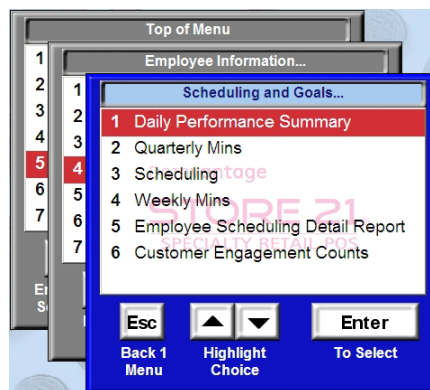 Top of Menu
1
2
3
4
5
6
7
Employee Information...
1
2
3
4
5
6
7
Scheduling and Goals...
1 Daily Performance Summary
2 Quarterly Mins
3 Scheduling
4 Weekly Mins
5 Employee Scheduling Detail Report
6 Customer Engagement Counts
STORE 21
SPECIALTY RETAIL POS
Esc
Enter
Back 1
Menu
Highlight
Choice
To Select